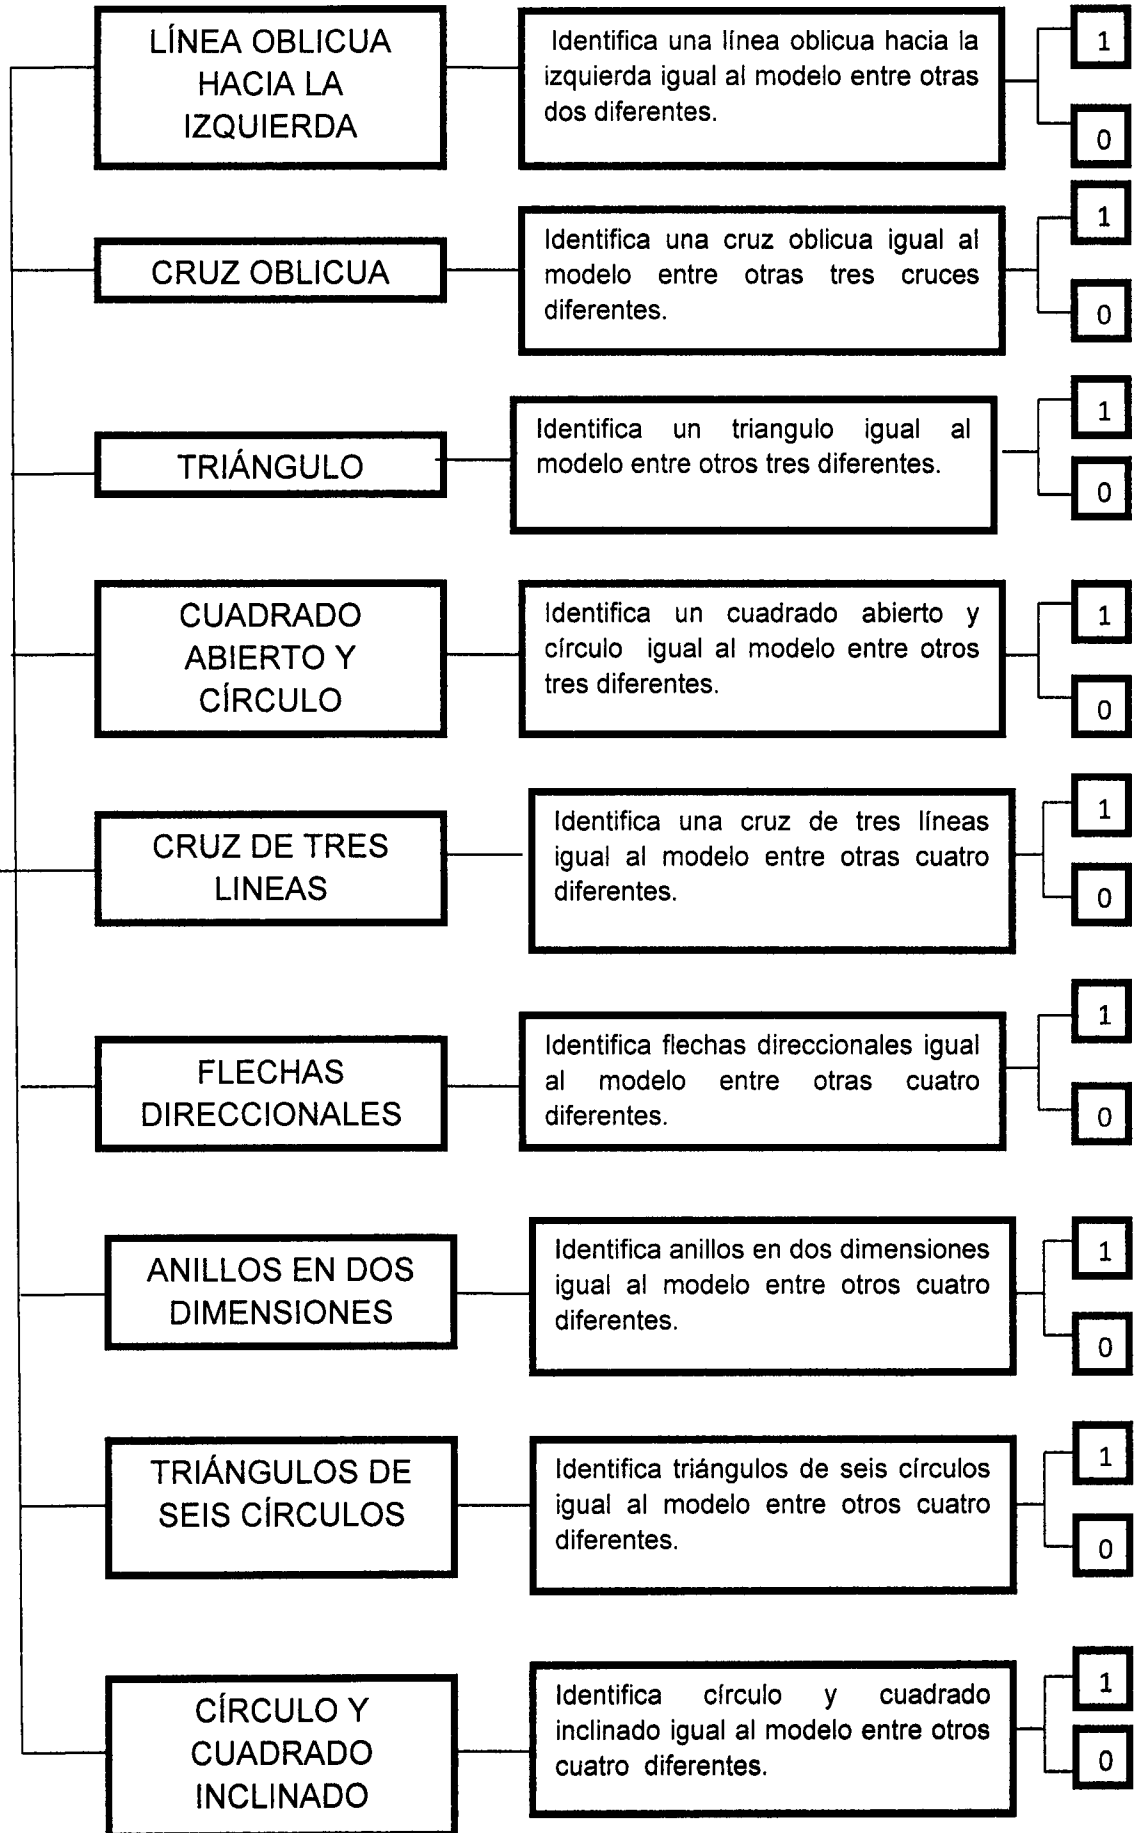 LÍNEA OBLICUA
HACIA LA
IZQUIERDA
Identifica una línea oblicua hacia la
izquierda igual al modelo entre otras
dos diferentes.
1
0
CRUZ OBLICUA
Identifica una cruz oblicua igual al
modelo entre otras tres cruces
diferentes.
1
0
TRIÁNGULO
Identifica un triangulo igual al
modelo entre otros tres diferentes.
1
0
CUADRADO
ABIERTO Y
CÍRCULO
Identifica un cuadrado abierto y
círculo igual al modelo entre otros
tres diferentes.
1
0
CRUZ DE TRES
LINEAS
Identifica una cruz de tres líneas
igual al modelo entre otras cuatro
diferentes.
1
0
FLECHAS
DIRECCIONALES
Identifica flechas direccionales igual
al modelo entre otras cuatro
diferentes.
1
0
ANILLOS EN DOS
DIMENSIONES
Identifica anillos en dos dimensiones
igual al modelo entre otros cuatro
diferentes.
1
0
TRIÁNGULOS DE
SEIS CÍRCULOS
Identifica triángulos de seis círculos
igual al modelo entre otros cuatro
diferentes.
1
0
CÍRCULO Y
CUADRADO
INCLINADO
Identifica círculo y cuadrado
inclinado igual al modelo entre otros
cuatro diferentes.
1
0